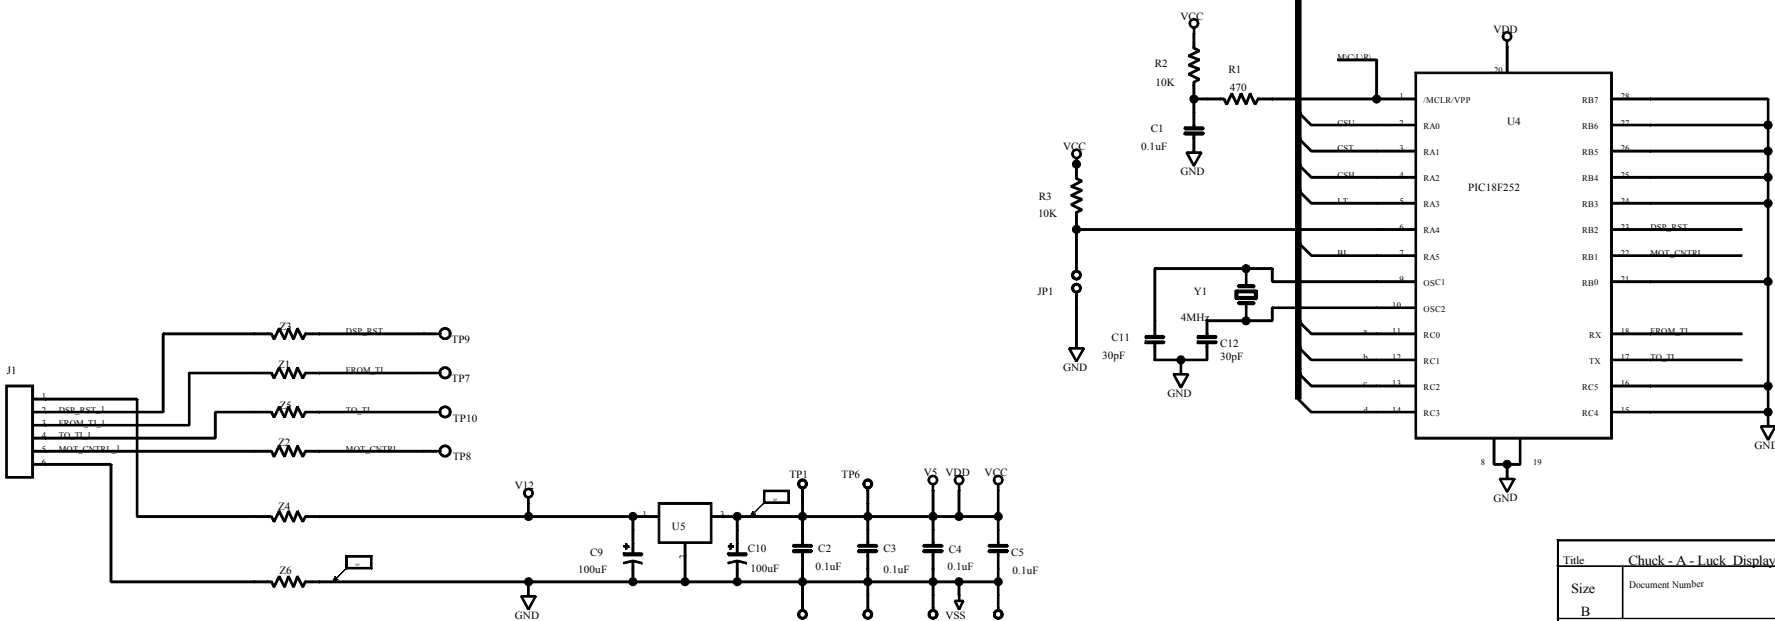 VCC
R2
10K
R1
470
C1
0.1uF
GND
M\C\L\R\
VDD
20
1 /MCLR/VPP
CSU 2 RA0
CST 3 RA1
CSH 4 RA2
LT 5 RA3
6 RA4
BI 7 RA5
9 OSC1
10 OSC2
a 11 RC0
b 12 RC1
c 13 RC2
d 14 RC3
U4
PIC18F252
RB7 28
RB6 27
RB5 26
RB4 25
RB3 24
RB2 23 DSP_RST
RB1 22 MOT_CNTRL
RB0 21
RX 18 FROM_TI
TX 17 TO_TI
RC5 16
RC4 15
GND
8 19
GND
VCC
R3
10K
JP1
GND
Y1
4MHz
C11
30pF
C12
30pF
GND
J1
1
2 DSP_RST_1
3 FROM_TI_1
4 TO_TI_1
5 MOT_CNTRL_1
6
Z3 DSP_RST TP9
Z1 FROM_TI TP7
Z5 TO_TI TP10
Z2 MOT_CNTRL TP8
Z4
Z6
V12
GND
C9
100uF
1 U5 3
2
C10
100uF
TP1
C2
0.1uF
TP6
C3
0.1uF
V5 VDD VCC
C4
0.1uF
C5
0.1uF
VSS
Title Chuck - A - Luck Display
Size
B
Document Number